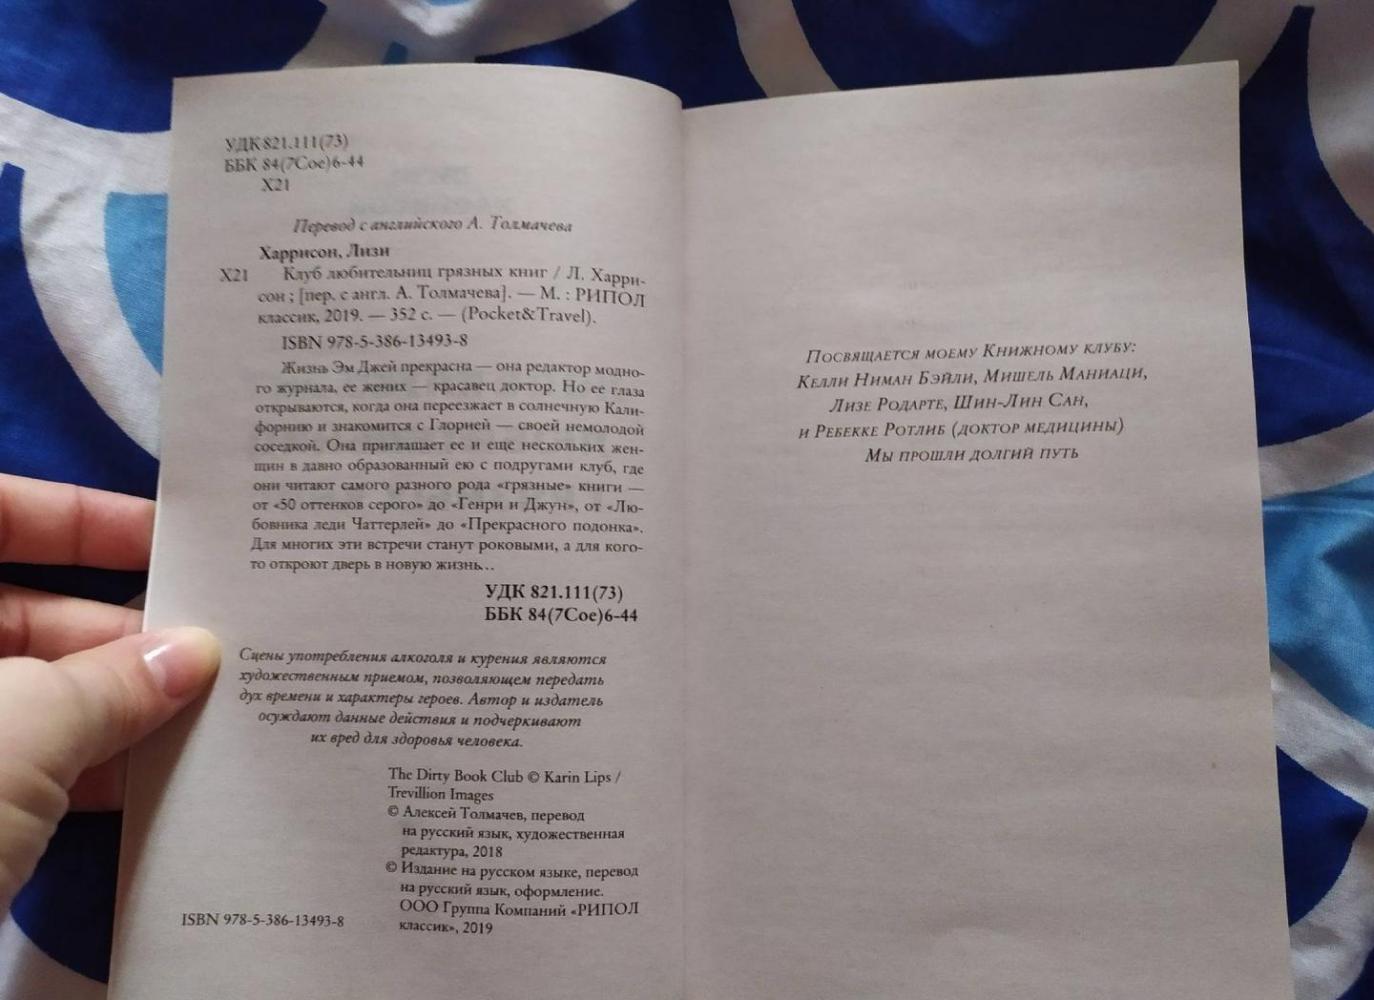 УДК 821.111(73)
ББК 84(7Сое)6-44
Х21
Перевод с английского А. Толмачева
Харрисон, Лизи
Х21 Клуб любительниц грязных книг / Л. Харри-
сон ; [пер. с англ. А. Толмачева]. — М. : РИПОЛ
классик, 2019. — 352 с. — (Pocket&Travel).
ISBN 978-5-386-13493-8
Жизнь Эм Джей прекрасна — она редактор модно-
го журнала, ее жених — красавец доктор. Но ее глаза
открываются, когда она переезжает в солнечную Кали-
форнию и знакомится с Глорией — своей немолодой
соседкой. Она приглашает ее и еще нескольких жен-
щин в давно образованный ею с подругами клуб, где
они читают самого разного рода «грязные» книги —
от «50 оттенков серого» до «Генри и Джун», от «Лю-
бовника леди Чаттерлей» до «Прекрасного подонка».
Для многих эти встречи станут роковыми, а для кого-
то откроют дверь в новую жизнь...
УДК 821.111(73)
ББК 84(7Сое)6-44
Сцены употребления алкоголя и курения являются
художественным приемом, позволяющем передать
дух времени и характеры героев. Автор и издатель
осуждают данные действия и подчеркивают
их вред для здоровья человека.
The Dirty Book Club © Karin Lips /
Trevillion Images
© Алексей Толмачев, перевод
на русский язык, художественная
редактура, 2018
© Издание на русском языке, перевод
на русский язык, оформление.
ООО Группа Компаний «РИПОЛ
классик», 2019
ISBN 978-5-386-13493-8
Посвящается моему Книжному клубу:
Келли Ниман Бэйли, Мишель Маниаци,
Лизе Родарте, Шин-Лин Сан,
и Ребекке Ротлиб (доктор медицины)
Мы прошли долгий путь